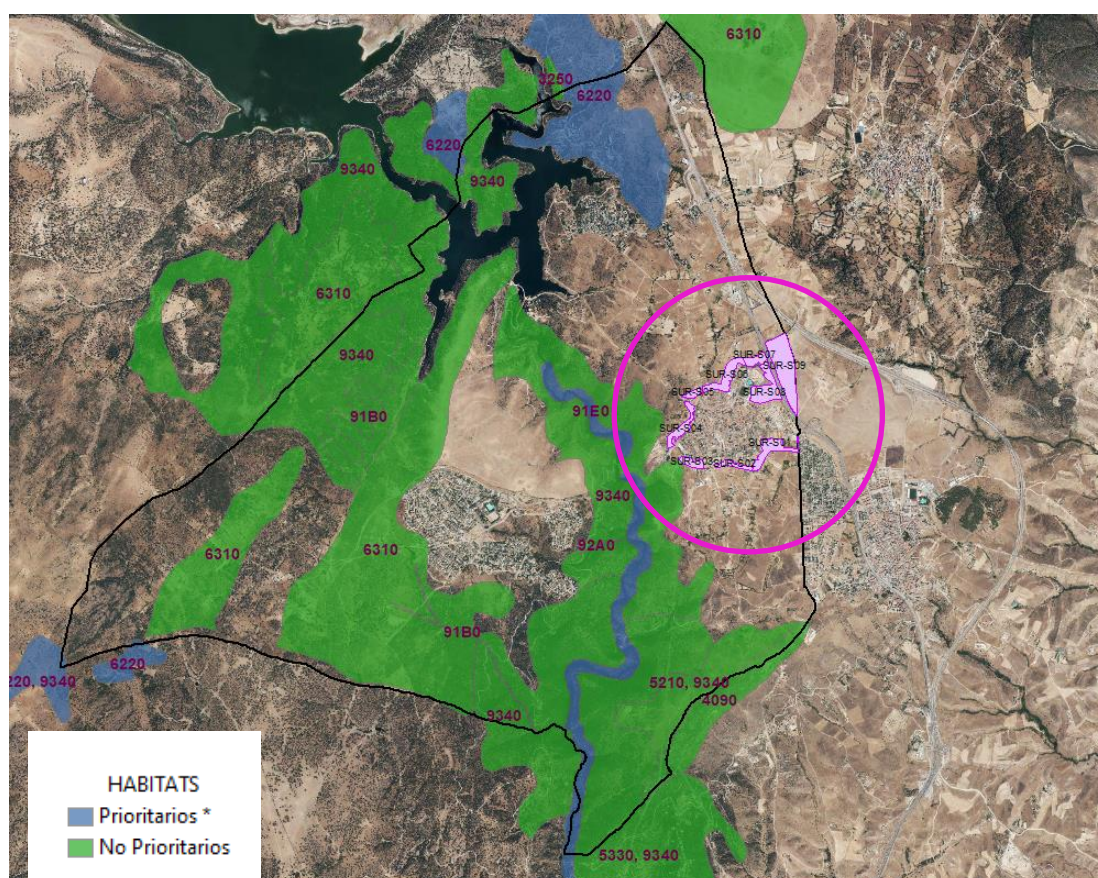 6310
3250
6220
6220
9340
9340
6310
9340
SUR-S07
SUR-S09
SUR-S06
SUR-S05
SUR-S08
91B0
91E0
SUR-S04
SUR-S01
SUR-S03
SUR-S02
9340
92A0
6310
6310
91B0
6220
220, 9340
5210, 9340
4090
9340
HABITATS
Prioritarios *
No Prioritarios
5330, 9340